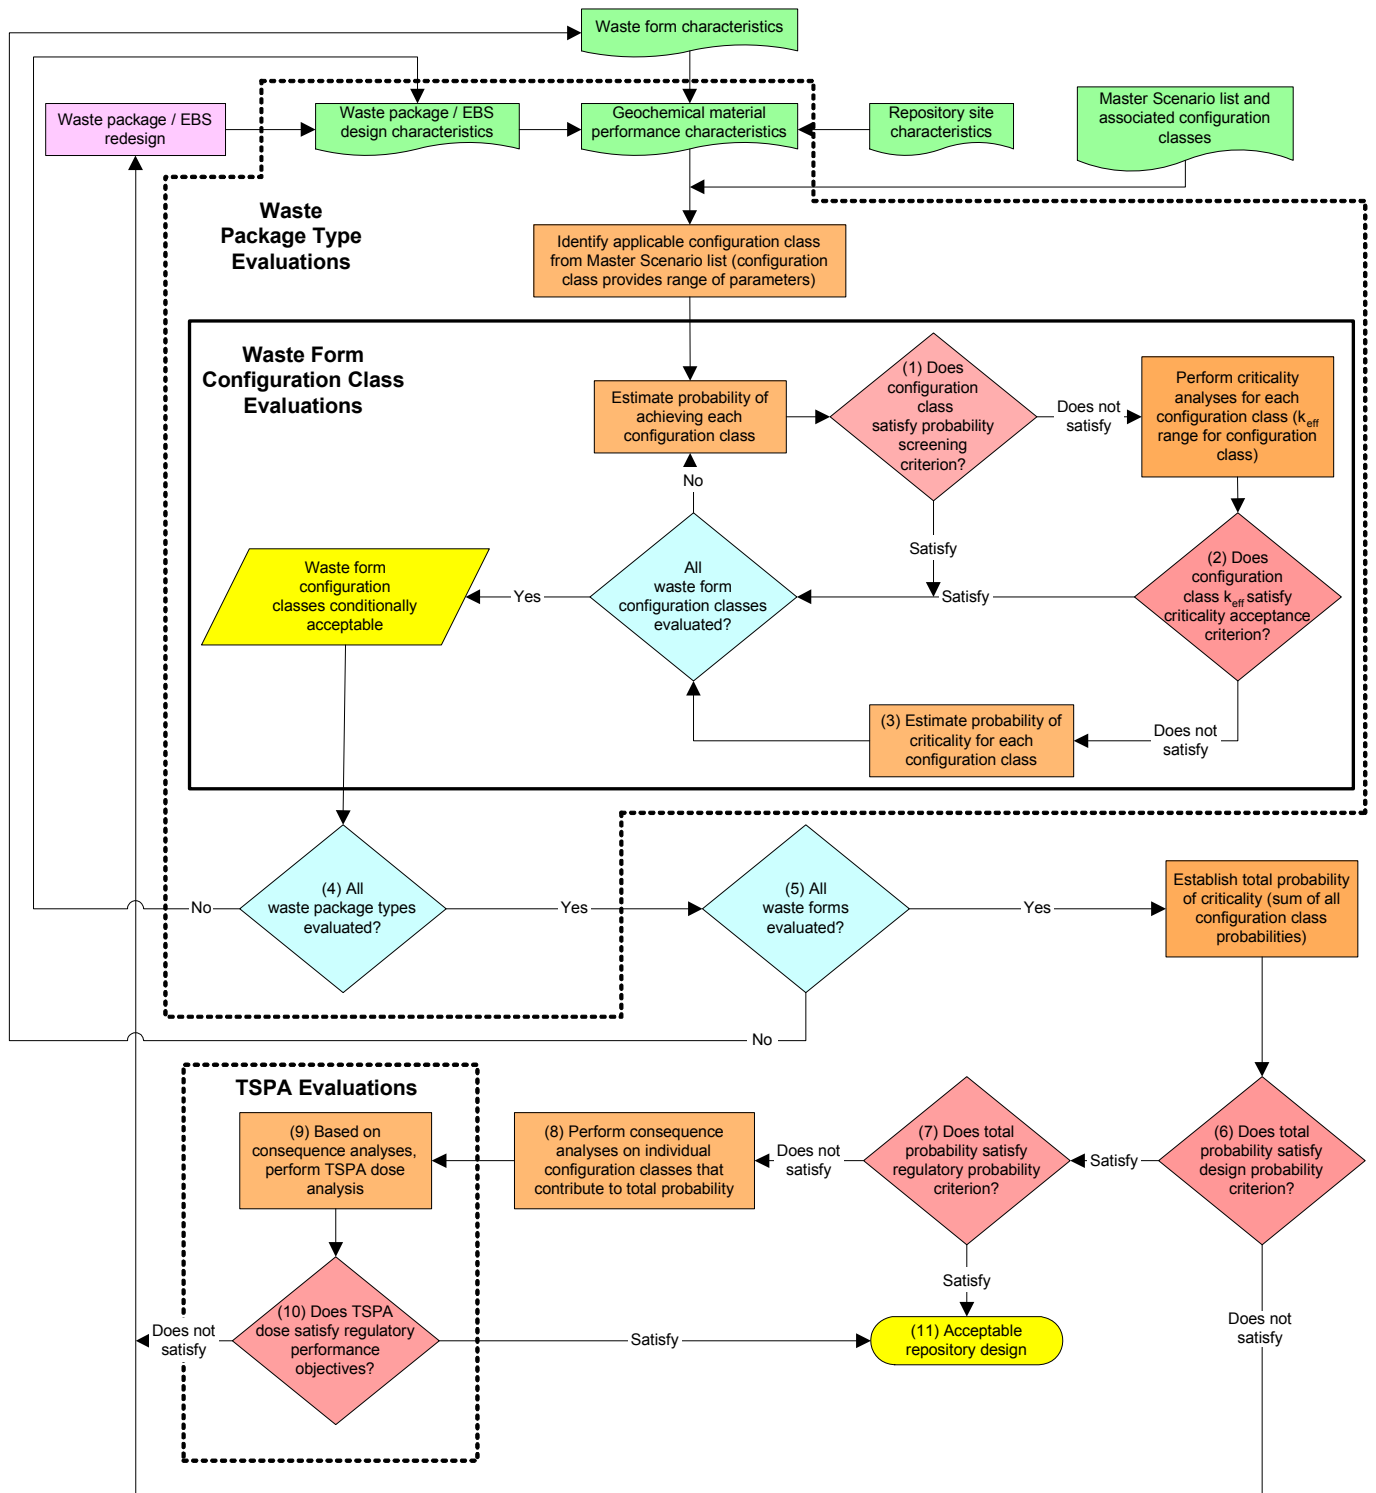 Waste form characteristics
Waste package / EBS
redesign
Waste package / EBS
design characteristics
Geochemical material
performance characteristics
Repository site
characteristics
Master Scenario list and
associated configuration
classes
Waste
Package Type
Evaluations
Identify applicable configuration class
from Master Scenario list (configuration
class provides range of parameters)
Waste Form
Configuration Class
Evaluations
Estimate probability of
achieving each
configuration class
(1) Does
configuration
class
satisfy probability
screening
criterion?
Does not
satisfy
Perform criticality
analyses for each
configuration class (keff
range for configuration
class)
No
Satisfy
Waste form
configuration
classes conditionally
acceptable
Yes
All
waste form
configuration classes
evaluated?
Satisfy
(2) Does
configuration
class keff satisfy
criticality acceptance
criterion?
(3) Estimate probability of
criticality for each
configuration class
Does not
satisfy
No
(4) All
waste package types
evaluated?
Yes
(5) All
waste forms
evaluated?
Yes
Establish total probability
of criticality (sum of all
configuration class
probabilities)
No
TSPA Evaluations
(9) Based on
consequence analyses,
perform TSPA dose
analysis
(8) Perform consequence
analyses on individual
configuration classes that
contribute to total probability
Does not
satisfy
(7) Does total
probability satisfy
regulatory probability
criterion?
Satisfy
(6) Does total
probability satisfy
design probability
criterion?
Satisfy
Does not
satisfy
Does not
satisfy
(10) Does TSPA
dose satisfy regulatory
performance
objectives?
Satisfy
(11) Acceptable
repository design